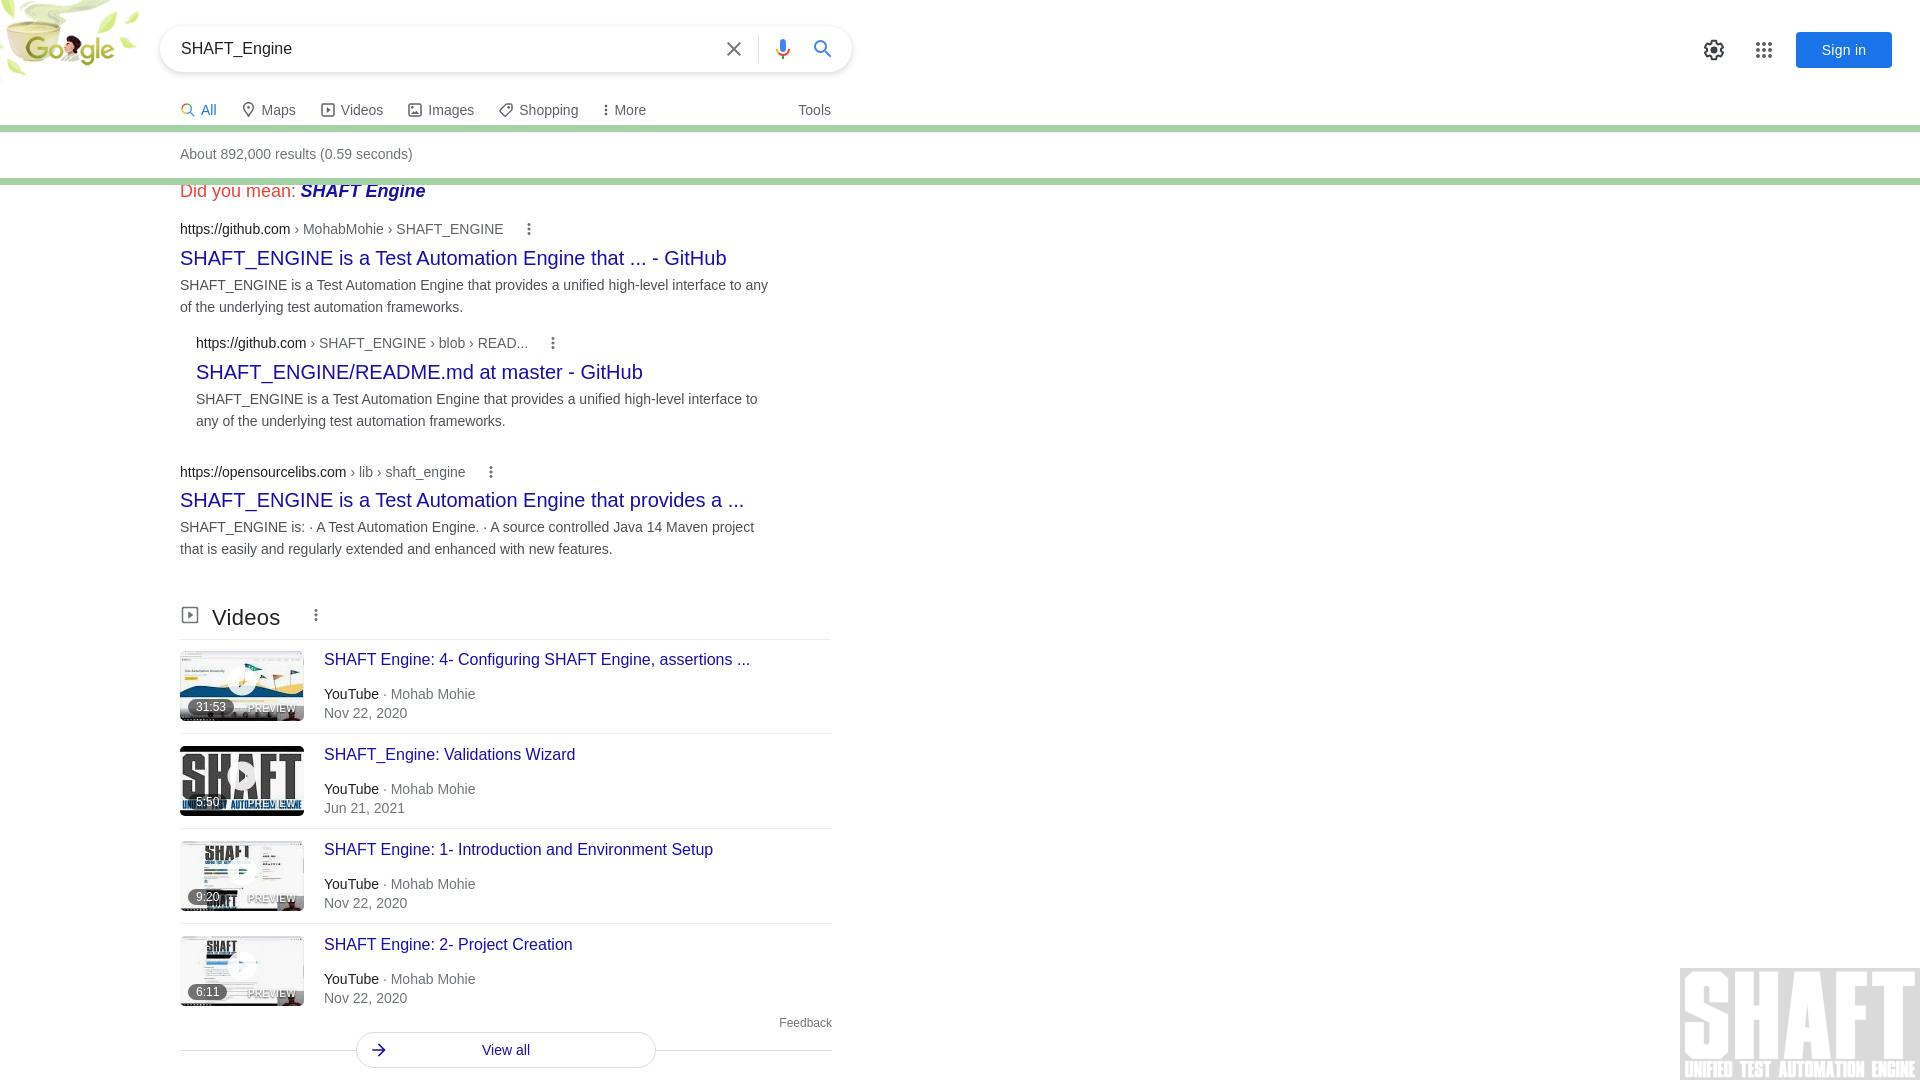 Google
SHAFT_Engine
Sign in
All
Maps
Videos
Images
Shopping
More
Tools
About 892,000 results (0.59 seconds)
Did you mean: SHAFT Engine
https://github.com › MohabMohie › SHAFT_ENGINE
SHAFT_ENGINE is a Test Automation Engine that ... - GitHub
SHAFT_ENGINE is a Test Automation Engine that provides a unified high-level interface to any
of the underlying test automation frameworks.
https://github.com › SHAFT_ENGINE › blob › READ...
SHAFT_ENGINE/README.md at master - GitHub
SHAFT_ENGINE is a Test Automation Engine that provides a unified high-level interface to
any of the underlying test automation frameworks.
https://opensourcelibs.com › lib › shaft_engine
SHAFT_ENGINE is a Test Automation Engine that provides a ...
SHAFT_ENGINE is: · A Test Automation Engine. · A source controlled Java 14 Maven project
that is easily and regularly extended and enhanced with new features.
Videos
31:53
PREVIEW
SHAFT Engine: 4- Configuring SHAFT Engine, assertions ...
YouTube · Mohab Mohie
Nov 22, 2020
SHAFT
5:50
PREVIEW
SHAFT_Engine: Validations Wizard
YouTube · Mohab Mohie
Jun 21, 2021
SHAFT
9:20
PREVIEW
SHAFT Engine: 1- Introduction and Environment Setup
YouTube · Mohab Mohie
Nov 22, 2020
SHAFT
6:11
PREVIEW
SHAFT Engine: 2- Project Creation
YouTube · Mohab Mohie
Nov 22, 2020
Feedback
View all
SHAFT
UNIFIED TEST AUTOMATION ENGINE